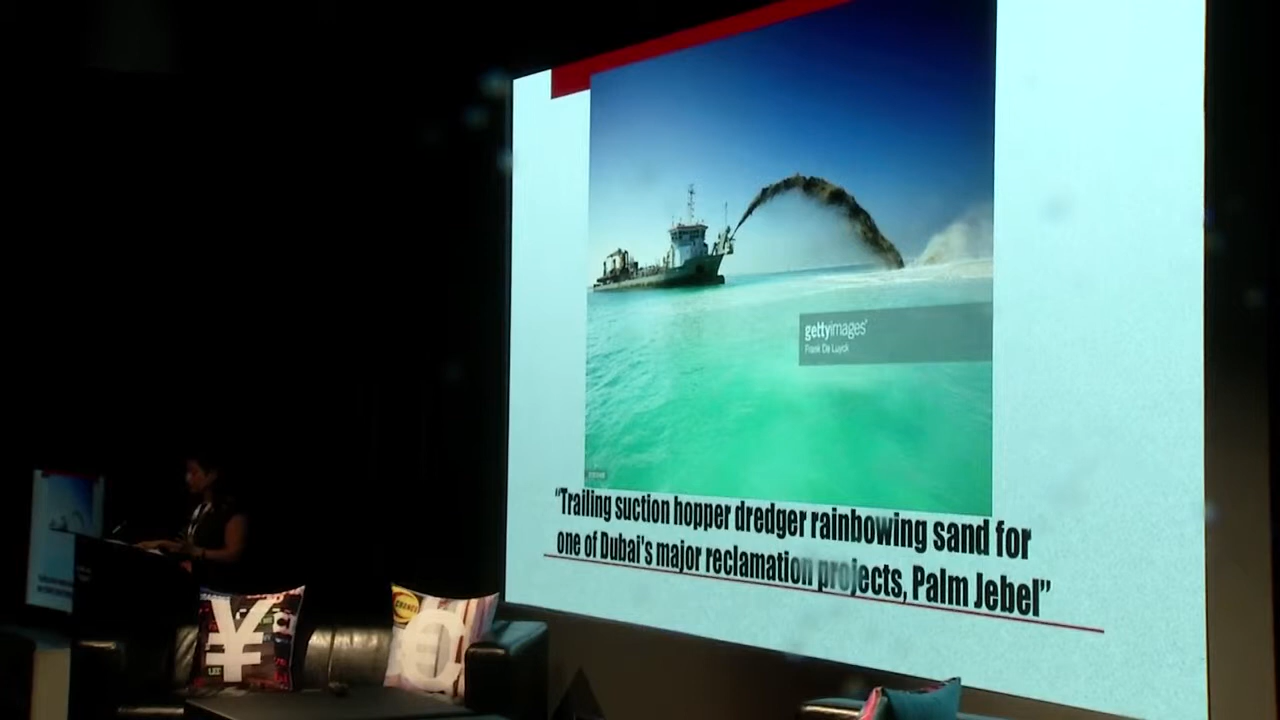 gettyimages®
Frank De Luyck
"Trailing suction hopper dredger rainbowing sand for
one of Dubai's major reclamation projects, Palm Jebel"
¥
€